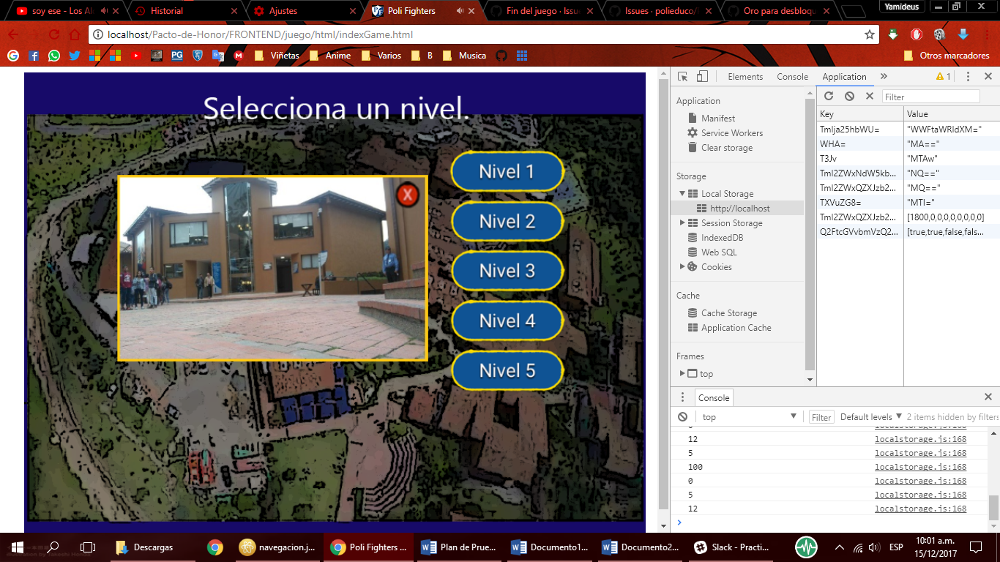 soy ese - Los Al
Historial
Ajustes
Poli Fighters
Fin del juego · Issu
Issues · polieduco/
Oro para desbloqu
Yamideus
localhost/Pacto-de-Honor/FRONTEND/juego/html/indexGame.html
Viñetas
Anime
Varios
B
Musica
Otros marcadores
Selecciona un nivel.
X
Nivel 1
Nivel 2
Nivel 3
Nivel 4
Nivel 5
Elements Console Application » 1
Application
Manifest
Service Workers
Clear storage
Storage
Local Storage
http://localhost
Session Storage
IndexedDB
Web SQL
Cookies
Cache
Cache Storage
Application Cache
Frames
top
Filter
Key Value
Tmlja25hbWU= "WWFtaWRldXM="
WHA= "MA=="
T3Jv "MTAw"
Tml2ZWxNdW5kb... "NQ=="
Tml2ZWxQZXJzb2... "MQ=="
TXVuZG8= "MTI="
Tml2ZWxQZXJzb2... [1800,0,0,0,0,0,0,0,0]
Q2FtcGVvbmVzQ2... [true,true,false,fals...
Console
top Filter Default levels 2 items hidden by filters
localstorage.js:168
12 localstorage.js:168
5 localstorage.js:168
100 localstorage.js:168
0 localstorage.js:168
5 localstorage.js:168
12 localstorage.js:168
Descargas
navegacion.j...
Poli Fighters ...
Plan de Prue...
Documento1...
Documento2...
Slack - Practi...
ESP
10:01 a.m.
15/12/2017